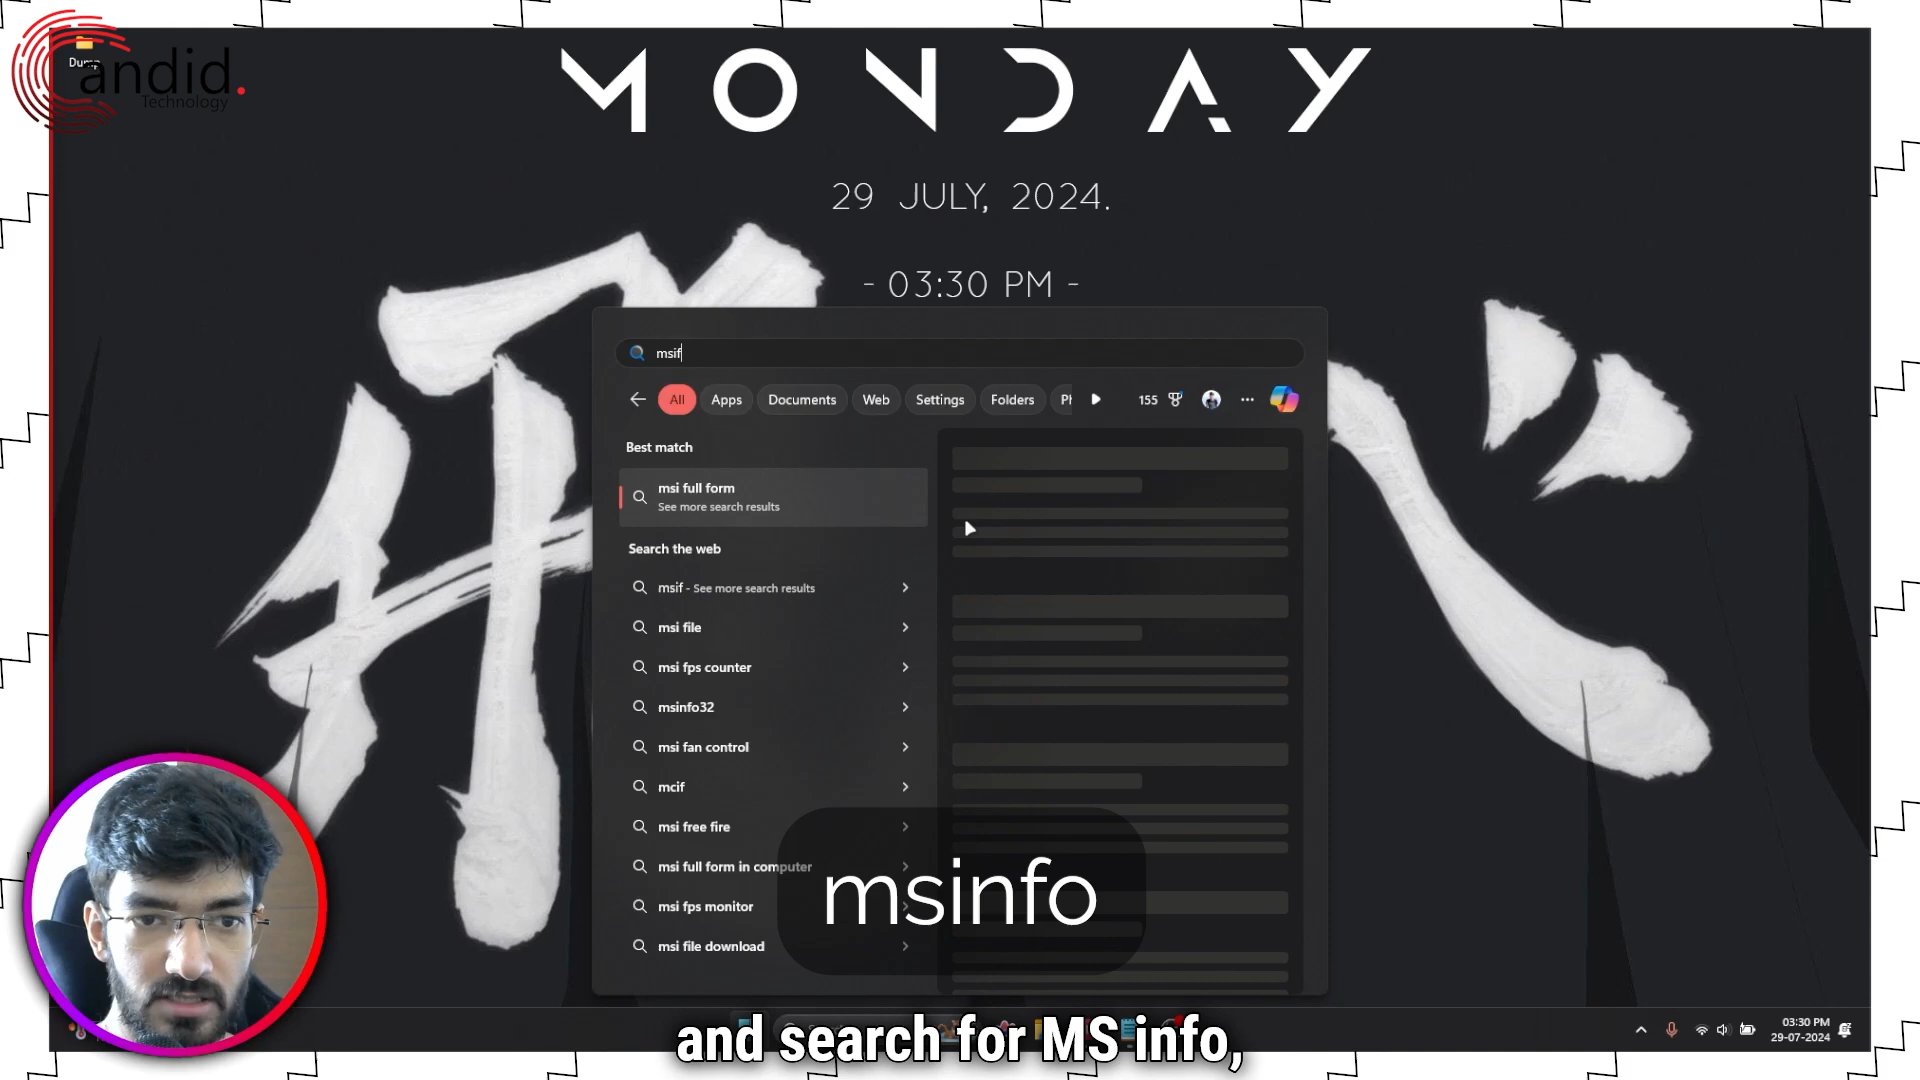 Dump
Candid.
Technology
MONDAY
29 JULY, 2024.
- 03:30 PM -
msif
All
Apps
Documents
Web
Settings
Folders
155
Best match
msi full form
See more search results
Search the web
msif - See more search results
msi file
msi fps counter
msinfo32
msi fan control
mcif
msi free fire
msi full form in computer
msi fps monitor
msi file download
msinfo
and search for MS info,
03:30 PM
29-07-2024